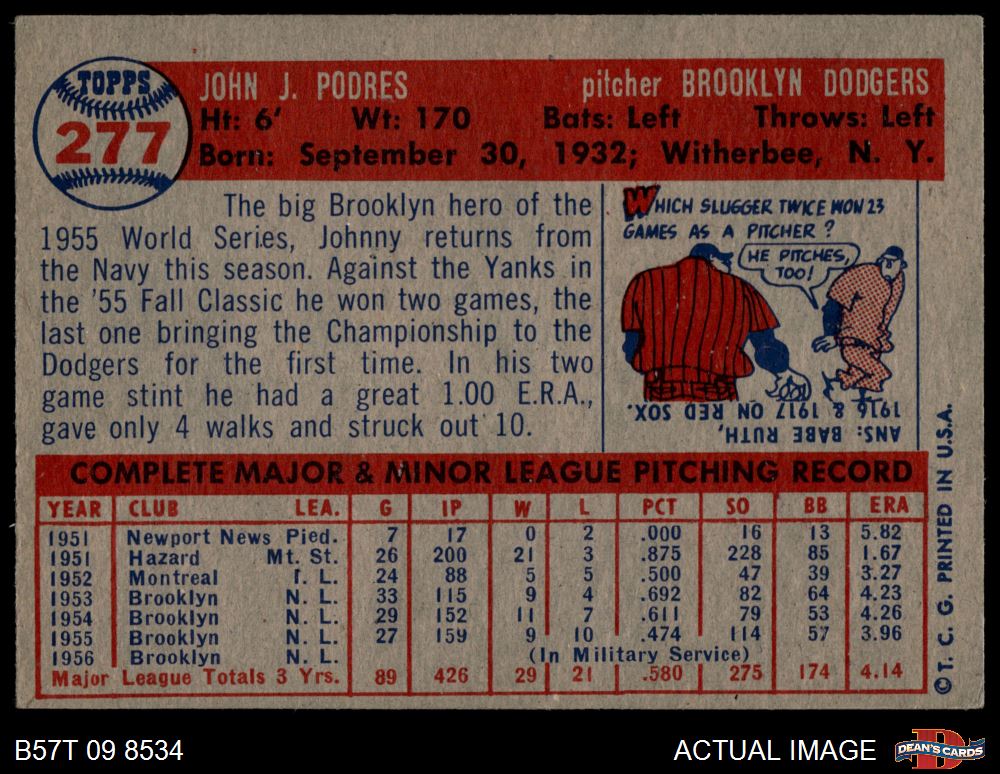 TOPPS
277
JOHN J. PODRES pitcher BROOKLYN DODGERS
Ht: 6' Wt: 170 Bats: Left Throws: Left
Born: September 30, 1932; Witherbee, N. Y.
The big Brooklyn hero of the
1955 World Series, Johnny returns from
the Navy this season. Against the Yanks in
the '55 Fall Classic he won two games, the
last one bringing the Championship to the
Dodgers for the first time. In his two
game stint he had a great 1.00 E.R.A.,
gave only 4 walks and struck out 10.
WHICH SLUGGER TWICE WON 23
GAMES AS A PITCHER?
HE PITCHES,
TOO!
ANS: BABE RUTH,
1916 & 1917 ON RED SOX.
COMPLETE MAJOR & MINOR LEAGUE PITCHING RECORD
YEAR CLUB LEA. G IP W L PCT SO BB ERA
1951 Newport News Pied. 7 17 0 2 .000 16 13 5.82
1951 Hazard Mt. St. 26 200 21 3 .875 228 85 1.67
1952 Montreal I. L. 24 88 5 5 .500 47 39 3.27
1953 Brooklyn N. L. 33 115 9 4 .692 82 64 4.23
1954 Brooklyn N. L. 29 152 11 7 .611 79 53 4.26
1955 Brooklyn N. L. 27 159 9 10 .474 114 57 3.96
1956 Brooklyn N. L. (In Military Service)
Major League Totals 3 Yrs. 89 426 29 21 .580 275 174 4.14
© T. C. G. PRINTED IN U.S.A.
B57T 09 8534
ACTUAL IMAGE
DEAN'S CARDS